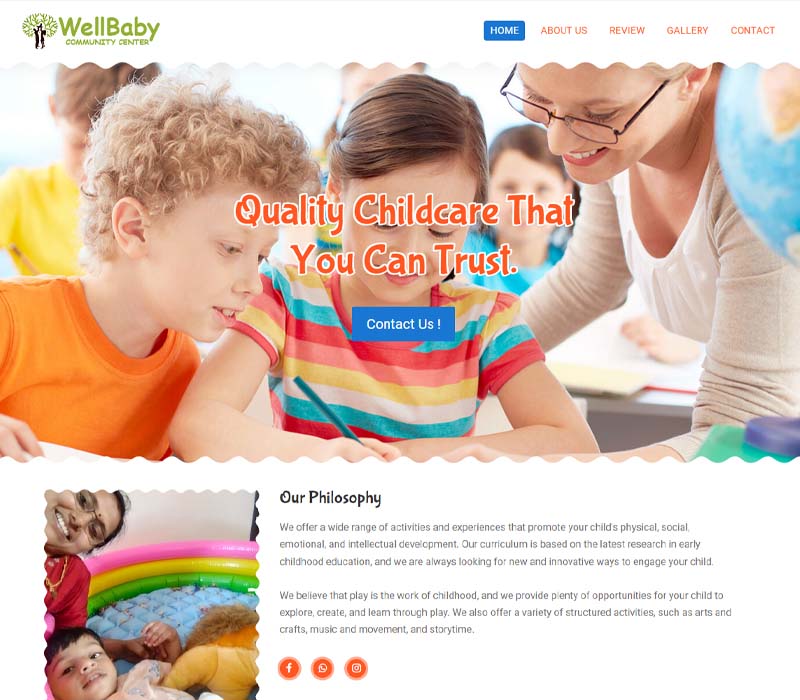 WellBaby
COMMUNITY CENTER
HOME ABOUT US REVIEW GALLERY CONTACT
Quality Childcare That
You Can Trust.
Contact Us !
Our Philosophy
We offer a wide range of activities and experiences that promote your child's physical, social,
emotional, and intellectual development. Our curriculum is based on the latest research in early
childhood education, and we are always looking for new and innovative ways to engage your child.
We believe that play is the work of childhood, and we provide plenty of opportunities for your child to
explore, create, and learn through play. We also offer a variety of structured activities, such as arts and
crafts, music and movement, and storytime.